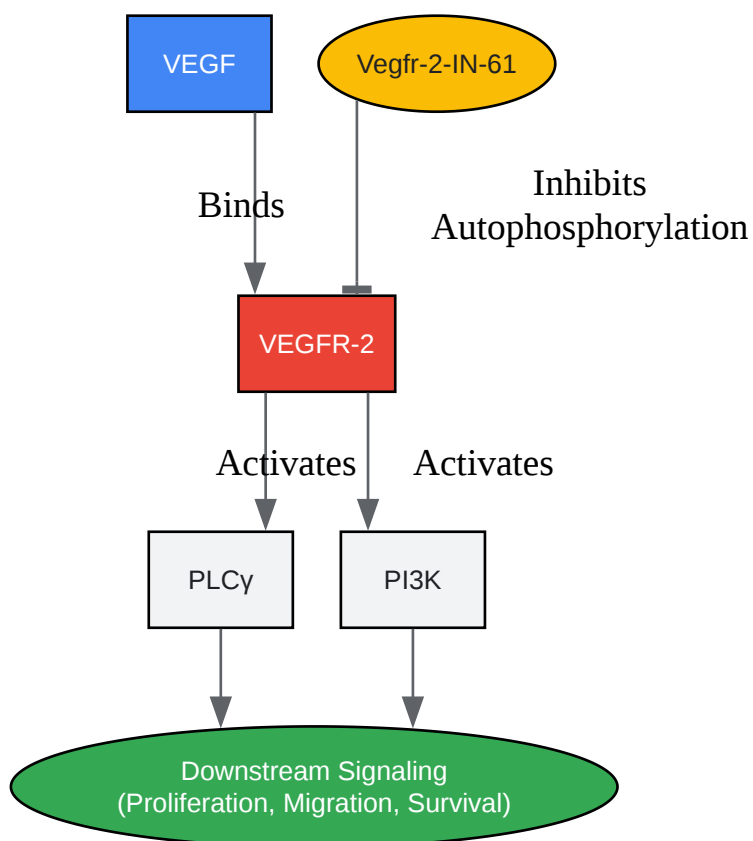 VEGF
Vegfr-2-IN-61
Binds
Inhibits
Autophosphorylation
VEGFR-2
Activates
Activates
PLCγ
PI3K
Downstream Signaling
(Proliferation, Migration, Survival)